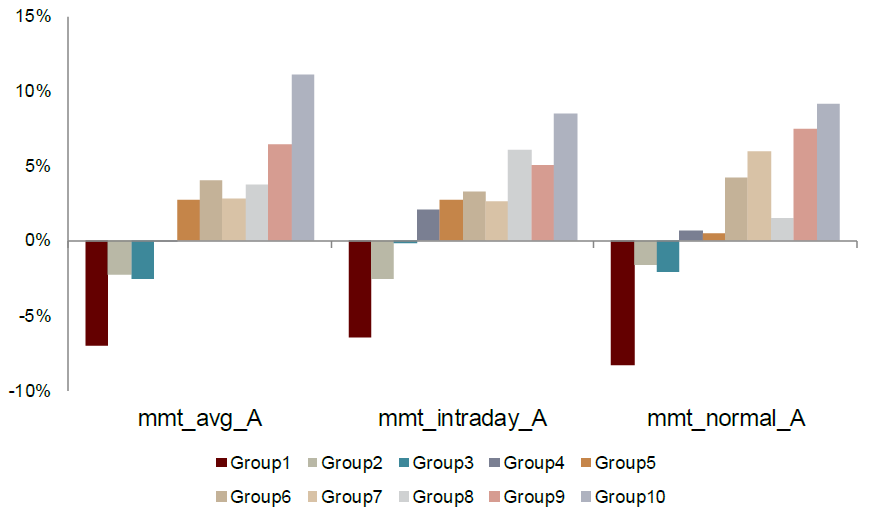 15%
10%
5%
0%
-5%
-10%
mmt_avg_A mmt_intraday_A mmt_normal_A
Group1 Group2 Group3 Group4 Group5
Group6 Group7 Group8 Group9 Group10